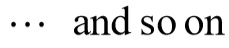 ⋯ and so on